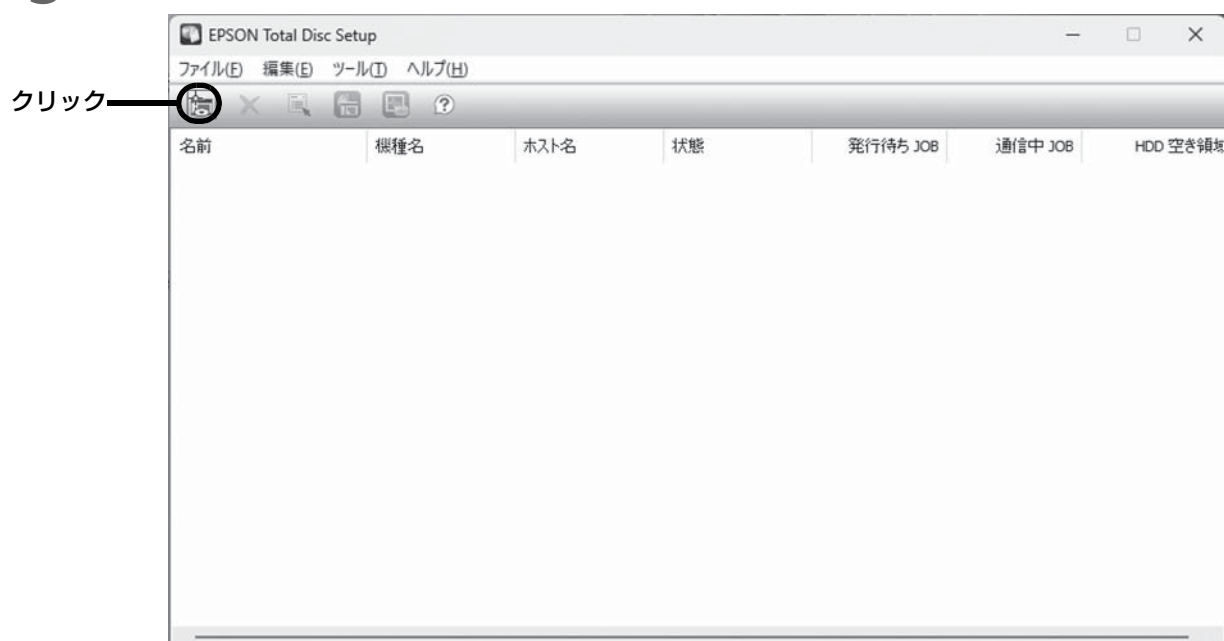 EPSON Total Disc Setup
ファイル(F) 編集(E) ツール(T) ヘルプ(H)
クリック
名前 機種名 ホスト名 状態 発行待ち JOB 通信中 JOB HDD 空き領域